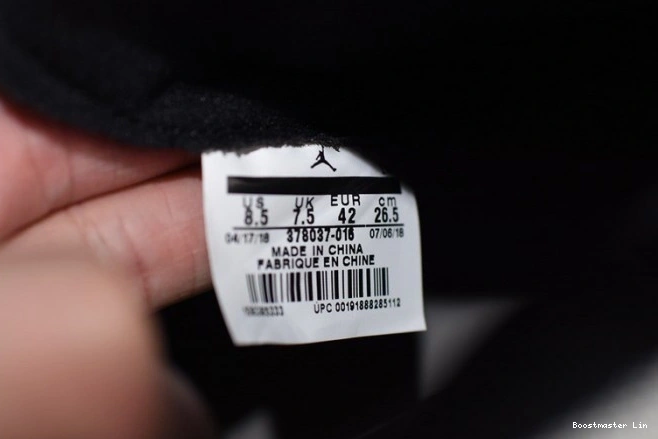 US UK EUR cm
8.5 7.5 42 26.5
04/17/18 378037-016 07/06/18
MADE IN CHINA
FABRIQUE EN CHINE
UPC 00191888285112
Boostmaster Lin